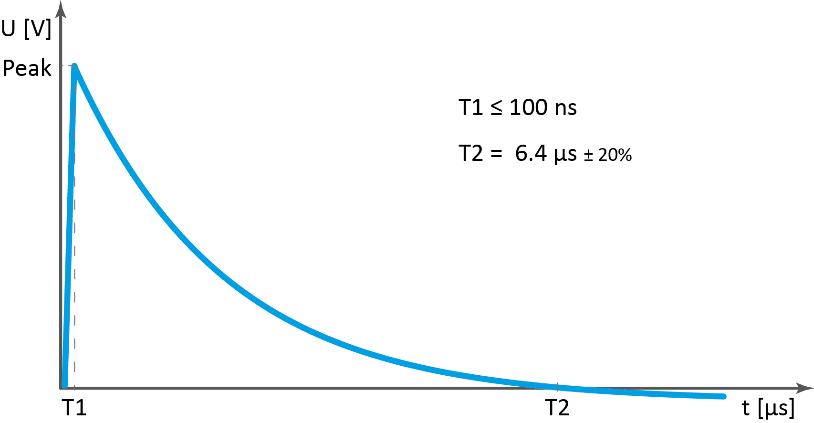 U [V]
Peak
T1 ≤ 100 ns
T2 = 6.4 µs ± 20%
T1
T2
t [µs]